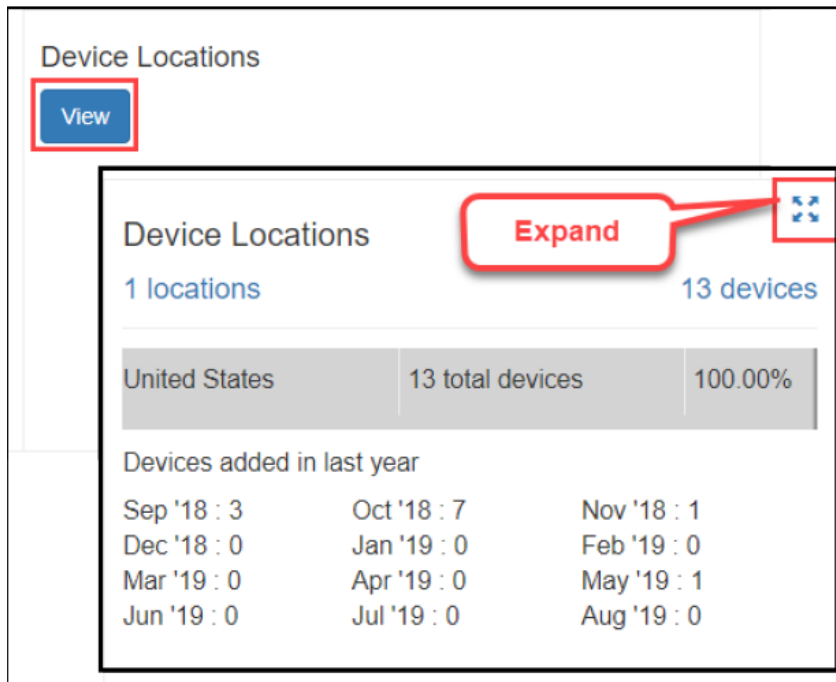 Device Locations
View
Expand
Device Locations
1 locations 13 devices
United States 13 total devices 100.00%
Devices added in last year
Sep '18 : 3 Oct '18 : 7 Nov '18 : 1
Dec '18 : 0 Jan '19 : 0 Feb '19 : 0
Mar '19 : 0 Apr '19 : 0 May '19 : 1
Jun '19 : 0 Jul '19 : 0 Aug '19 : 0